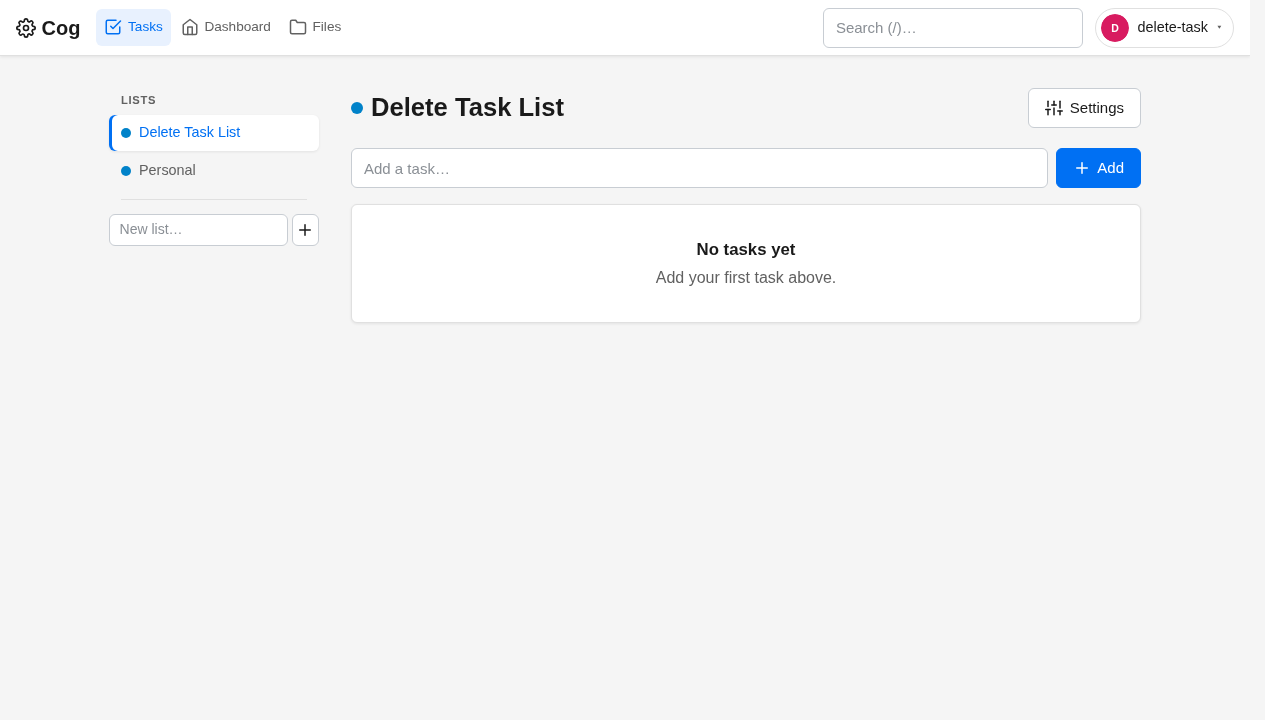 Cog
Tasks
Dashboard
Files
Search (/)…
D
delete-task
LISTS
Delete Task List
Personal
New list…
Delete Task List
Settings
Add a task…
Add
No tasks yet
Add your first task above.